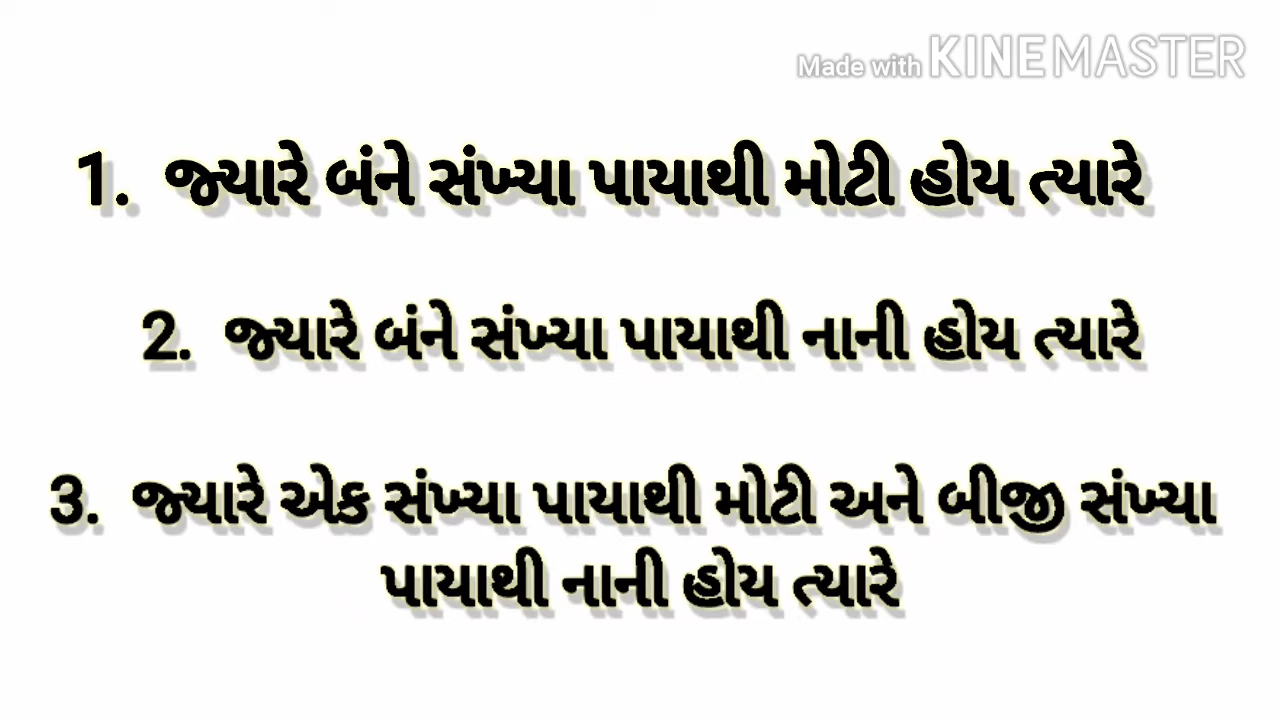 Made with KINEMASTER
1. જ્યારે બંને સંખ્યા પાયાથી મોટી હોય ત્યારે
2. જ્યારે બંને સંખ્યા પાયાથી નાની હોય ત્યારે
3. જ્યારે એક સંખ્યા પાયાથી મોટી અને બીજી સંખ્યા
પાયાથી નાની હોય ત્યારે